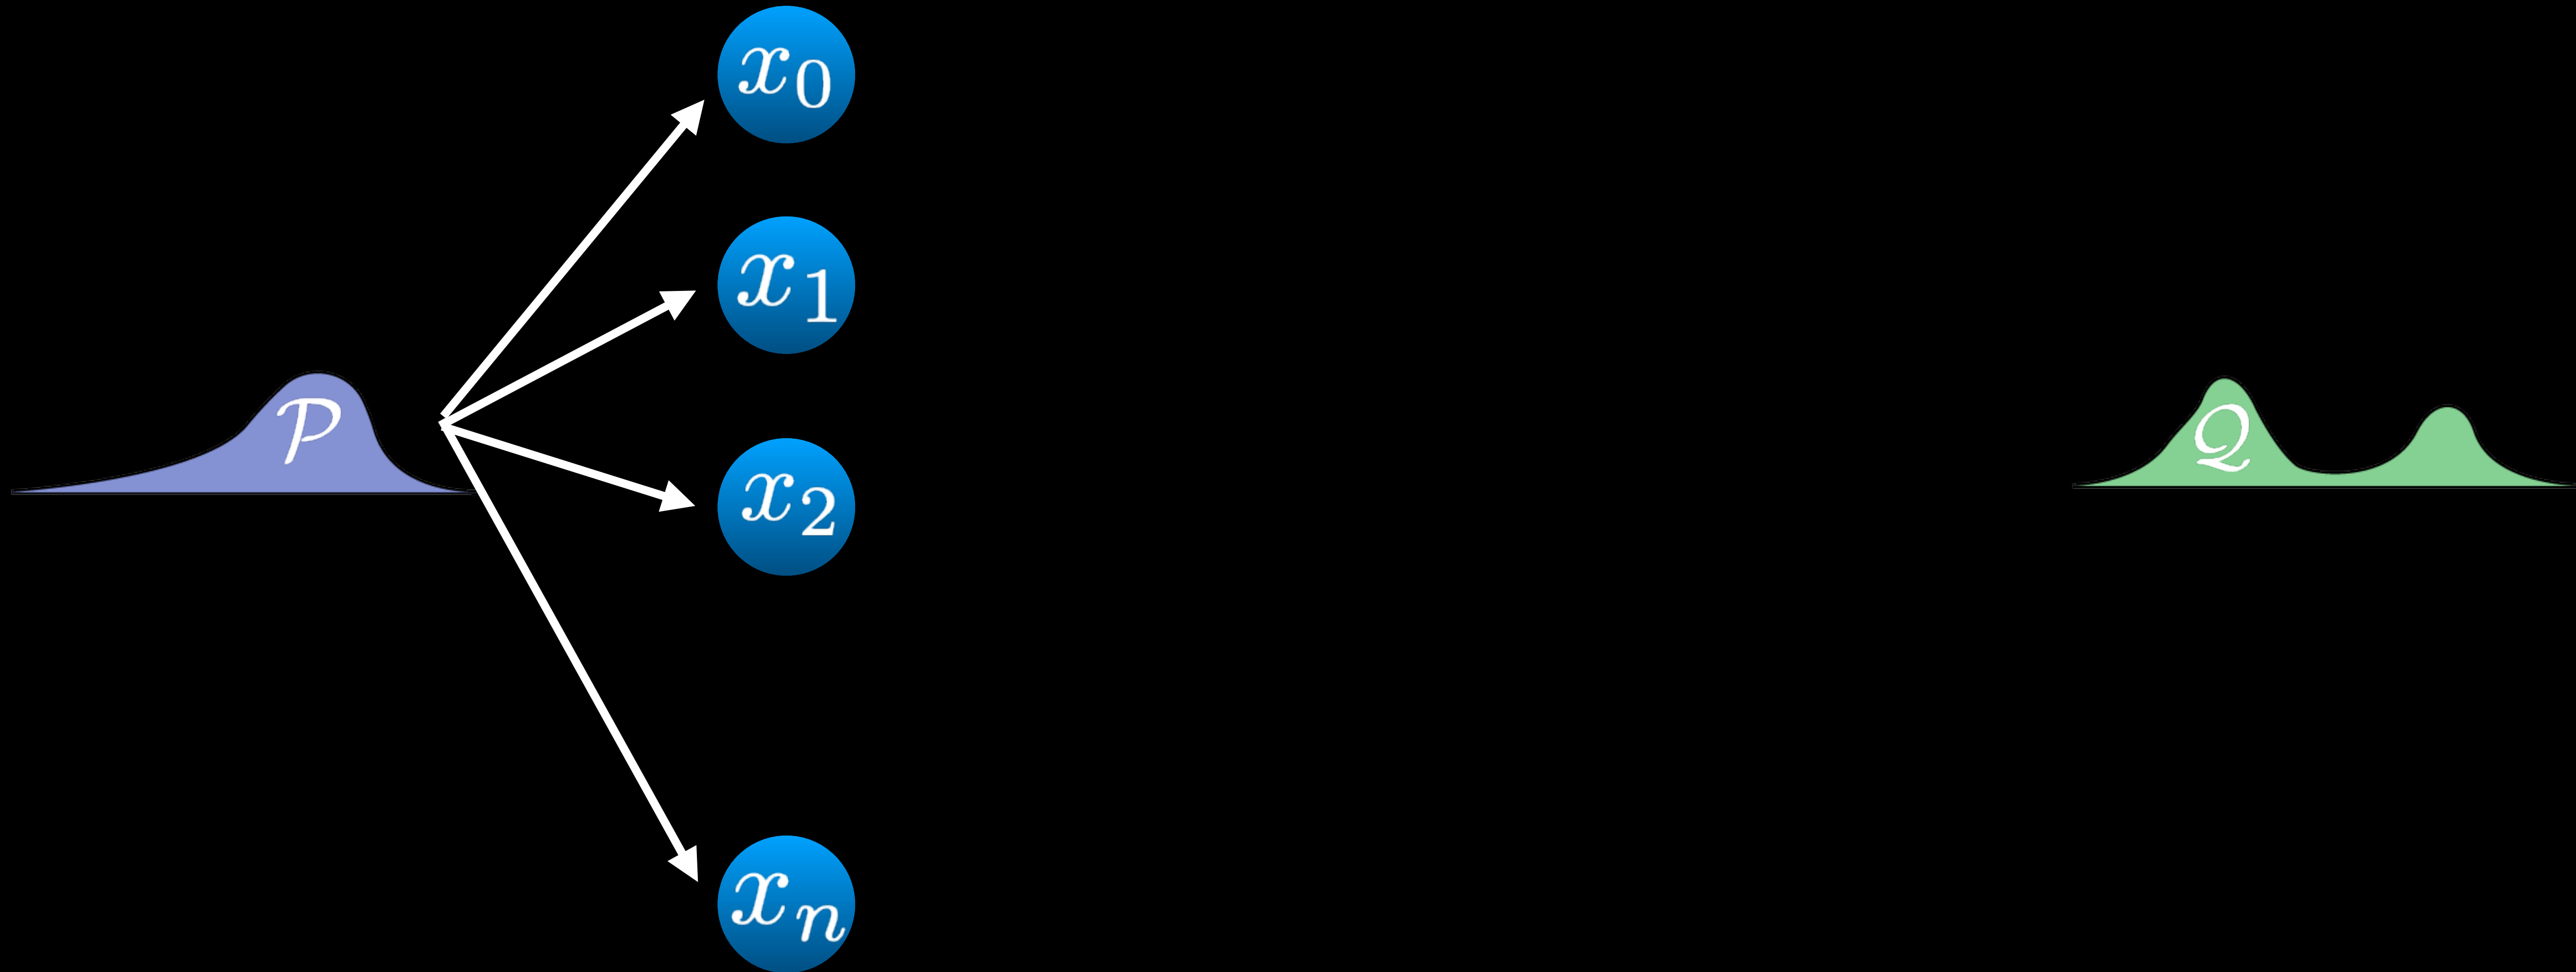 x₀
x₁
𝒫
𝒬
x₂
xₙ